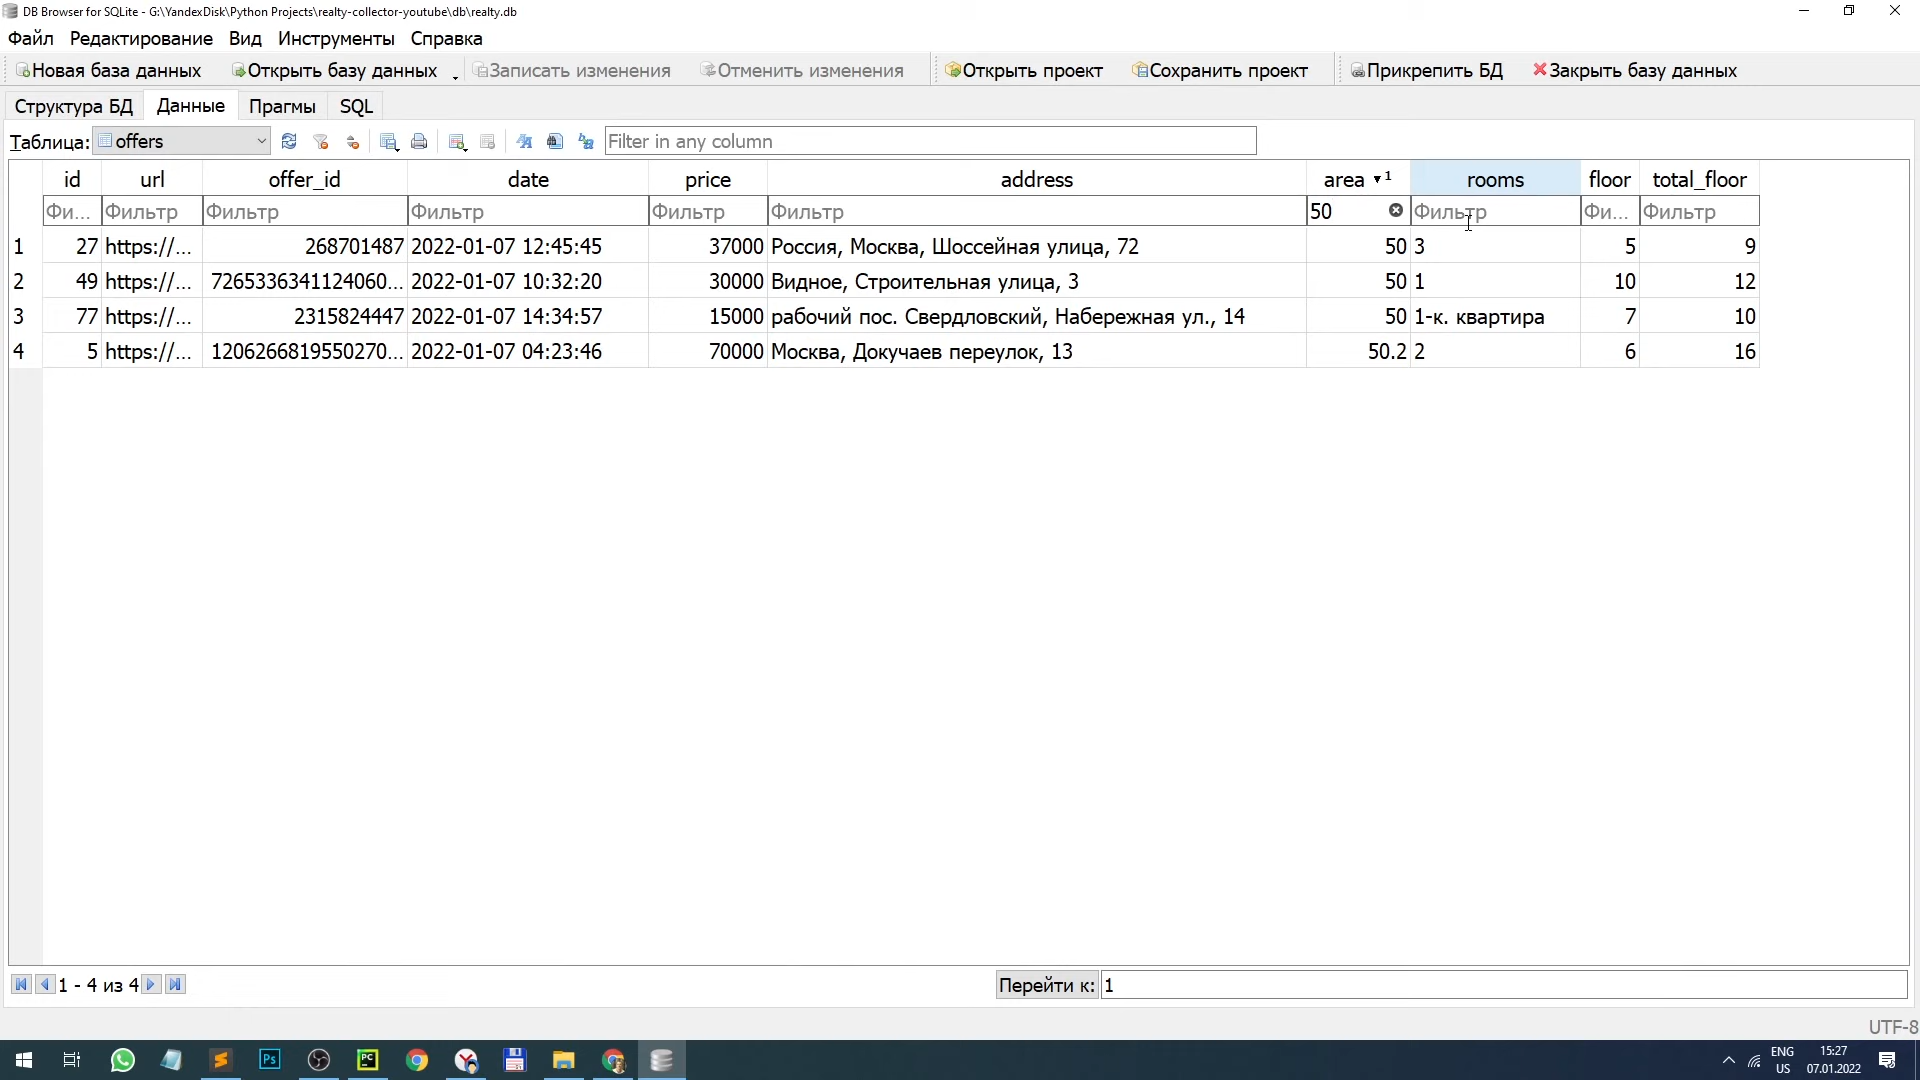 DB Browser for SQLite - G:\YandexDisk\Python Projects\realty-collector-youtube\db\realty.db
Файл Редактирование Вид Инструменты Справка
Новая база данных Открыть базу данных Записать изменения Отменить изменения Открыть проект Сохранить проект Прикрепить БД Закрыть базу данных
Структура БД Данные Прагмы SQL
Таблица: offers Filter in any column
id url offer_id date price address area 1 rooms floor total_floor
Фи... Фильтр Фильтр Фильтр Фильтр Фильтр 50 Фильтр Фи... Фильтр
1 27 https://... 268701487 2022-01-07 12:45:45 37000 Россия, Москва, Шоссейная улица, 72 50 3 5 9
2 49 https://... 7265336341124060... 2022-01-07 10:32:20 30000 Видное, Строительная улица, 3 50 1 10 12
3 77 https://... 2315824447 2022-01-07 14:34:57 15000 рабочий пос. Свердловский, Набережная ул., 14 50 1-к. квартира 7 10
4 5 https://... 1206266819550270... 2022-01-07 04:23:46 70000 Москва, Докучаев переулок, 13 50.2 2 6 16
1 - 4 из 4 Перейти к: 1
UTF-8
Ps PC ENG 15:27
US 07.01.2022